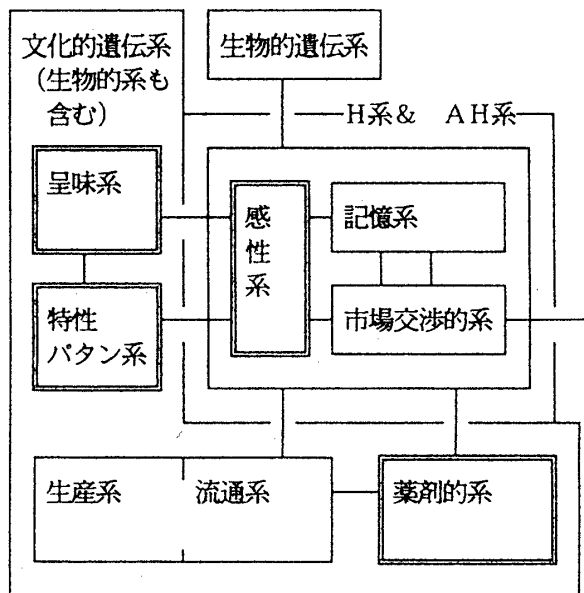 文化的遺伝系
（生物的系も
含む）
生物的遺伝系
H系＆　AH系
呈味系
感性系
記憶系
特性
パタン系
市場交渉的系
生産系
流通系
薬剤的系